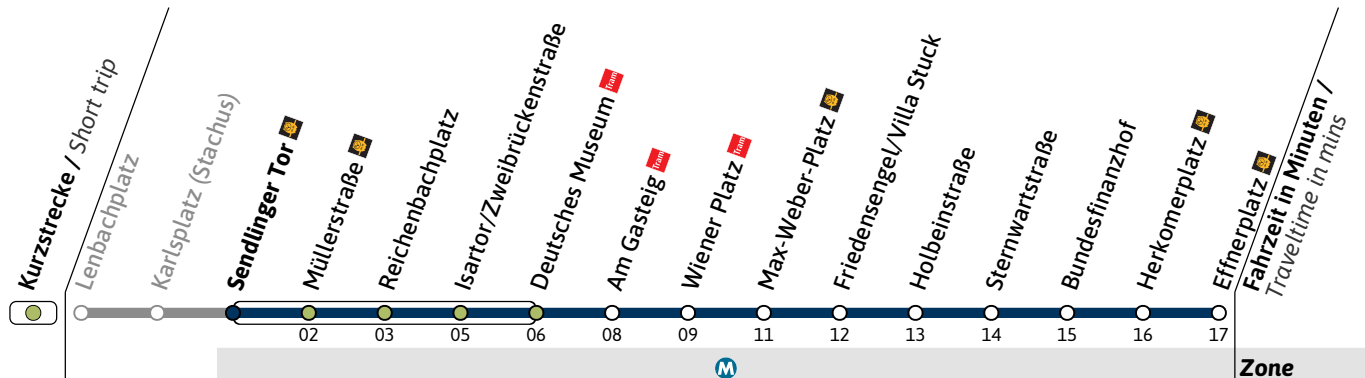 Kurzstrecke / Short trip
Lenbachplatz
Karlsplatz (Stachus)
Sendlinger Tor
Müllerstraße
Reichenbachplatz
Isartor/Zweibrückenstraße
Deutsches Museum Tram
Am Gasteig Tram
Wiener Platz Tram
Max-Weber-Platz
Friedensengel/Villa Stuck
Holbeinstraße
Sternwartstraße
Bundesfinanzhof
Herkomerplatz
Effnerplatz
Fahrzeit in Minuten /
Traveltime in mins
02 03 05 06 08 09 11 12 13 14 15 16 17
M Zone